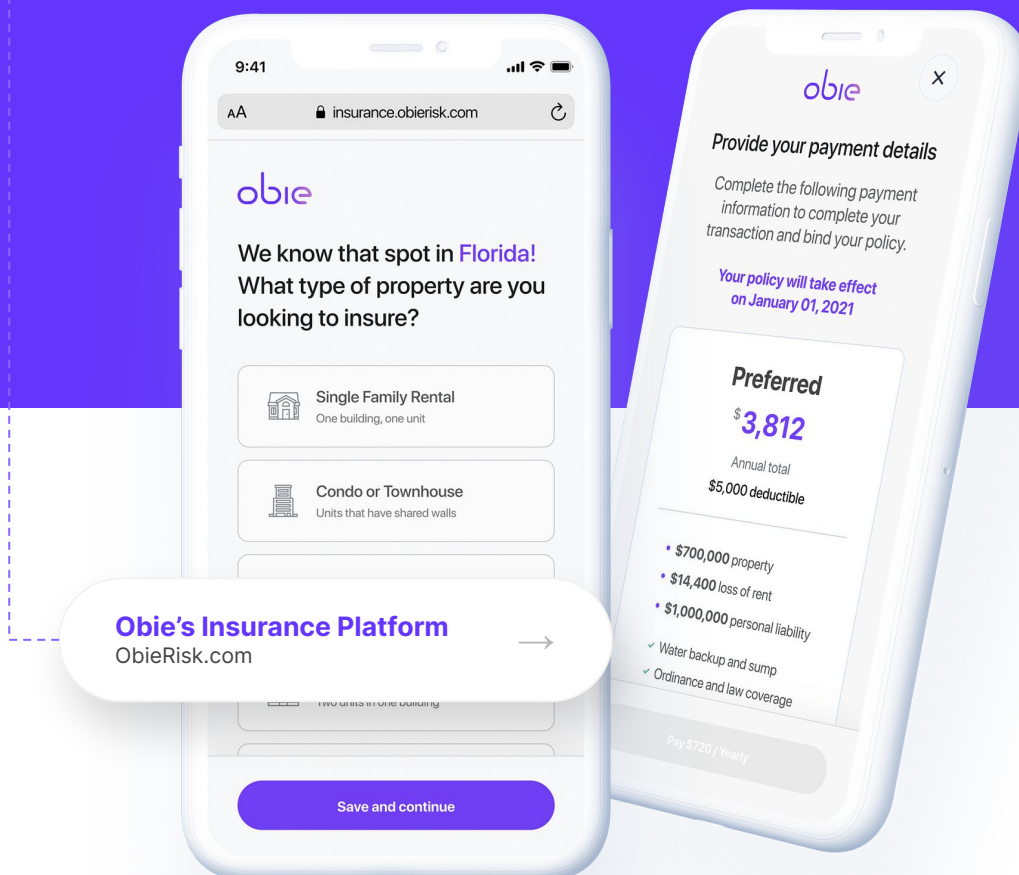 9:41
AA insurance.obierisk.com
obie
We know that spot in Florida!
What type of property are you
looking to insure?
Single Family Rental
One building, one unit
Condo or Townhouse
Units that have shared walls
Obie’s Insurance Platform
ObieRisk.com
Two units in one building
Save and continue
obie
X
Provide your payment details
Complete the following payment
information to complete your
transaction and bind your policy.
Your policy will take effect
on January 01, 2021
Preferred
$3,812
Annual total
$5,000 deductible
• $700,000 property
• $14,400 loss of rent
• $1,000,000 personal liability
✓ Water backup and sump
✓ Ordinance and law coverage
Pay $720 / Yearly